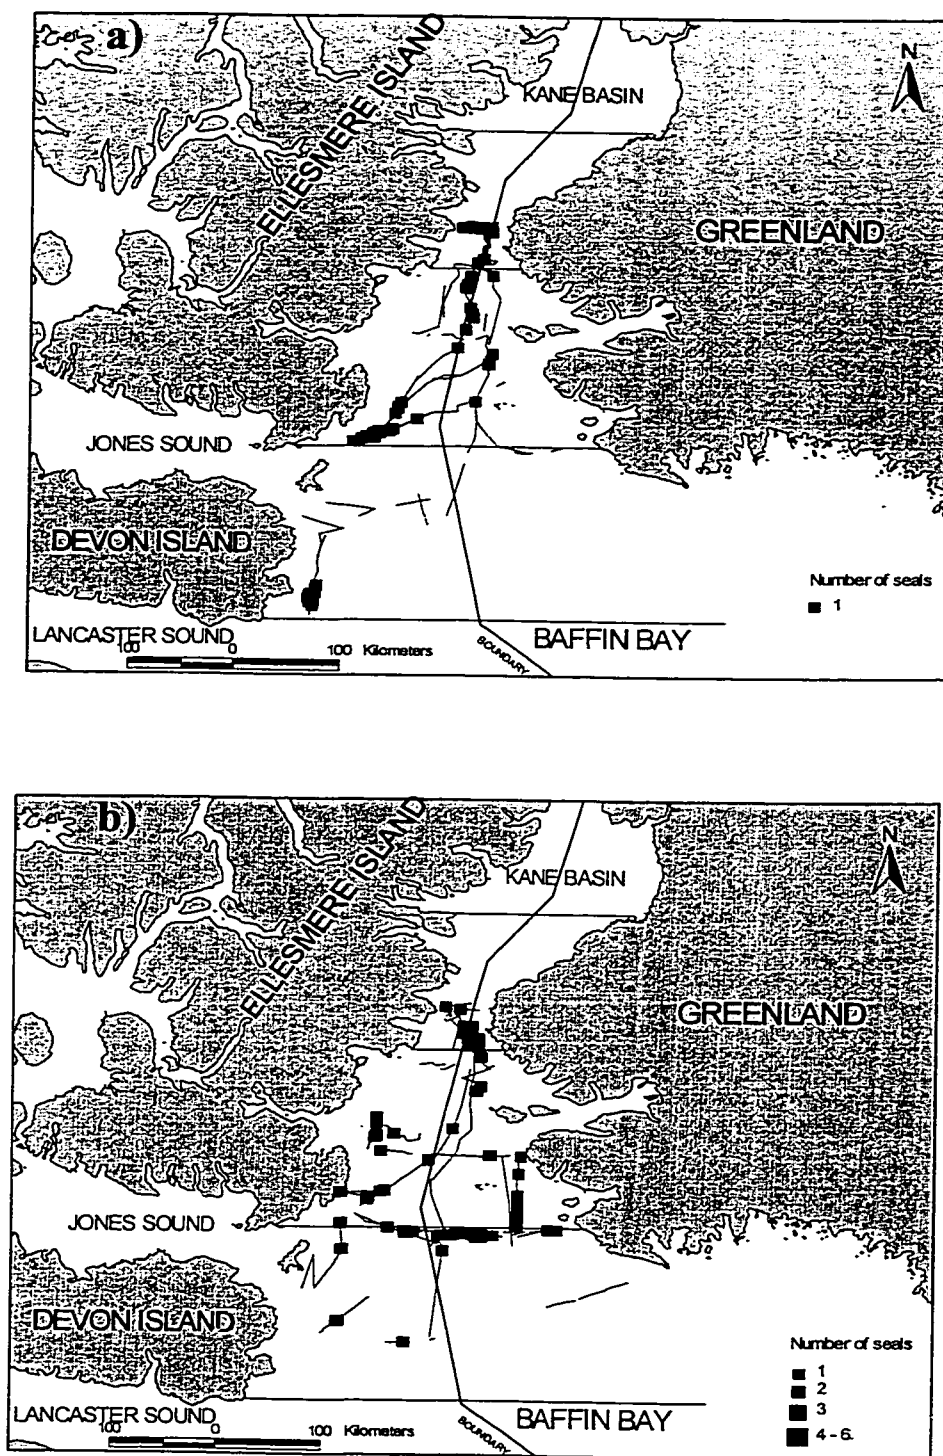 a)
N
KANE BASIN
ELLESMERE ISLAND
GREENLAND
JONES SOUND
DEVON ISLAND
Number of seals
1
LANCASTER SOUND
BAFFIN BAY
BOUNDARY
100 0 100 Kilometers
b)
N
KANE BASIN
ELLESMERE ISLAND
GREENLAND
JONES SOUND
DEVON ISLAND
Number of seals
1
2
3
4 - 6.
LANCASTER SOUND
BAFFIN BAY
BOUNDARY
100 0 100 Kilometers